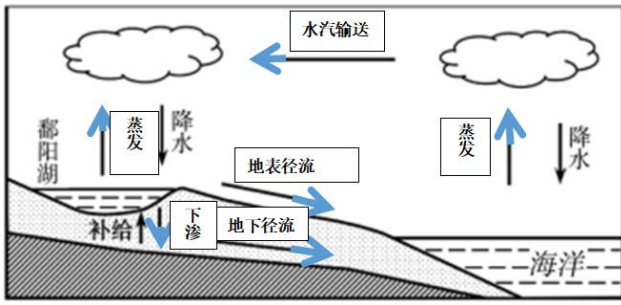 水汽输送
鄱阳湖
蒸发
降水
蒸发
降水
地表径流
补给
下渗
地下径流
海洋